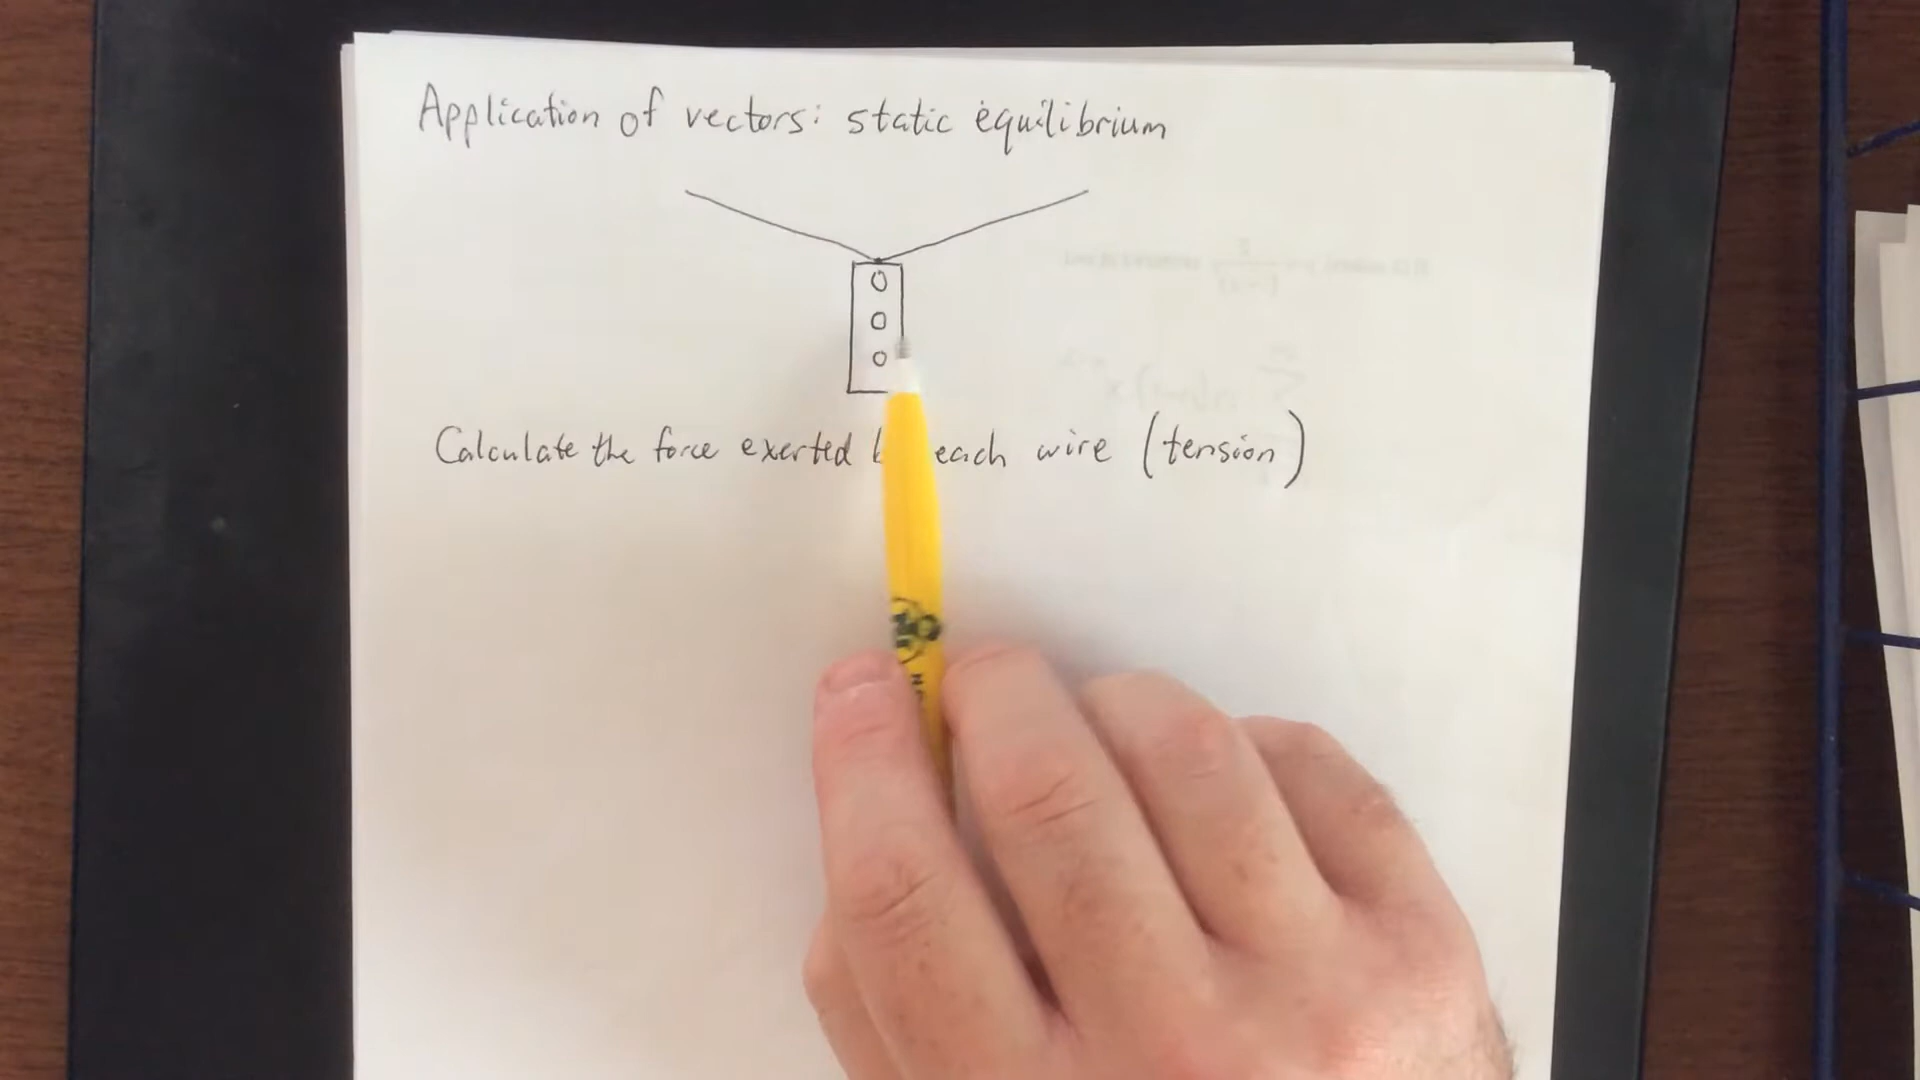 Application of vectors: static equilibrium
Calculate the force exerted each wire (tension)